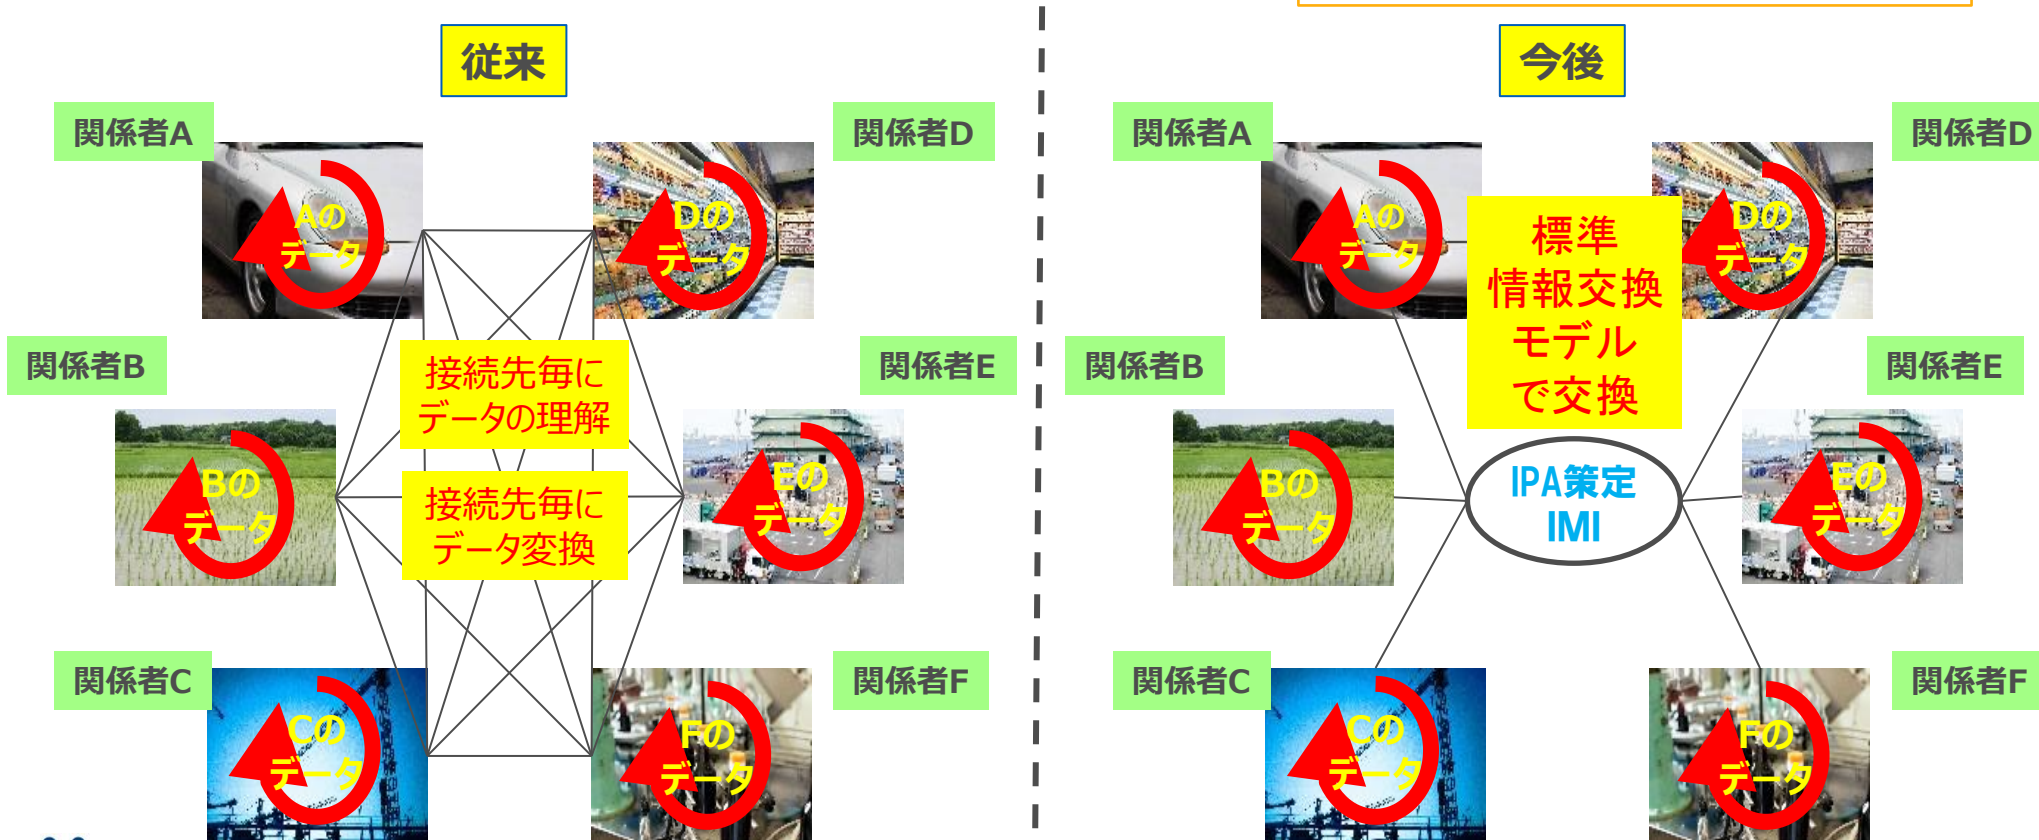 従来
関係者A
Aの
データ
関係者D
Dの
データ
関係者B
Bの
データ
接続先毎に
データの理解
接続先毎に
データ変換
関係者E
Eの
データ
関係者C
Cの
データ
関係者F
Fの
データ
今後
関係者A
Aの
データ
標準
情報交換
モデル
で交換
関係者D
Dの
データ
関係者B
Bの
データ
IPA策定
IMI
関係者E
Eの
データ
関係者C
Cの
データ
関係者F
Fの
データ